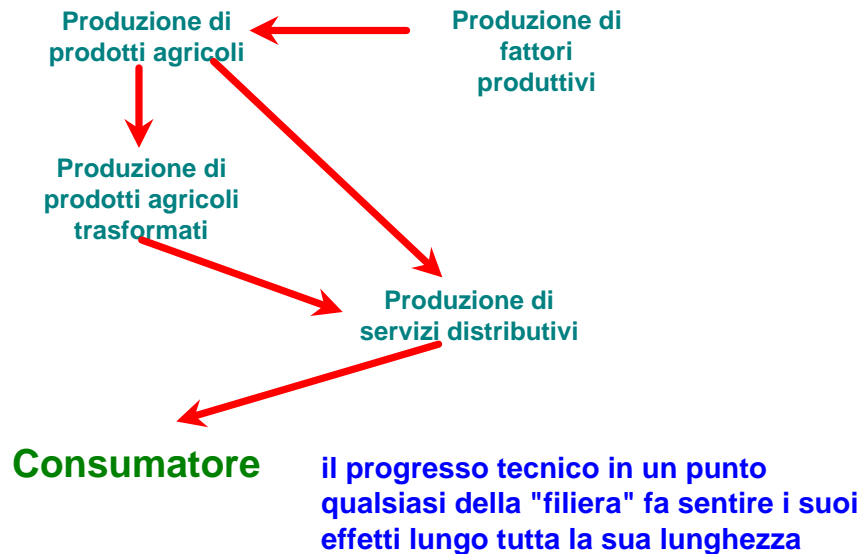 Produzione di
prodotti agricoli
Produzione di
fattori
produttivi
Produzione di
prodotti agricoli
trasformati
Produzione di
servizi distributivi
Consumatore
il progresso tecnico in un punto
qualsiasi della "filiera" fa sentire i suoi
effetti lungo tutta la sua lunghezza